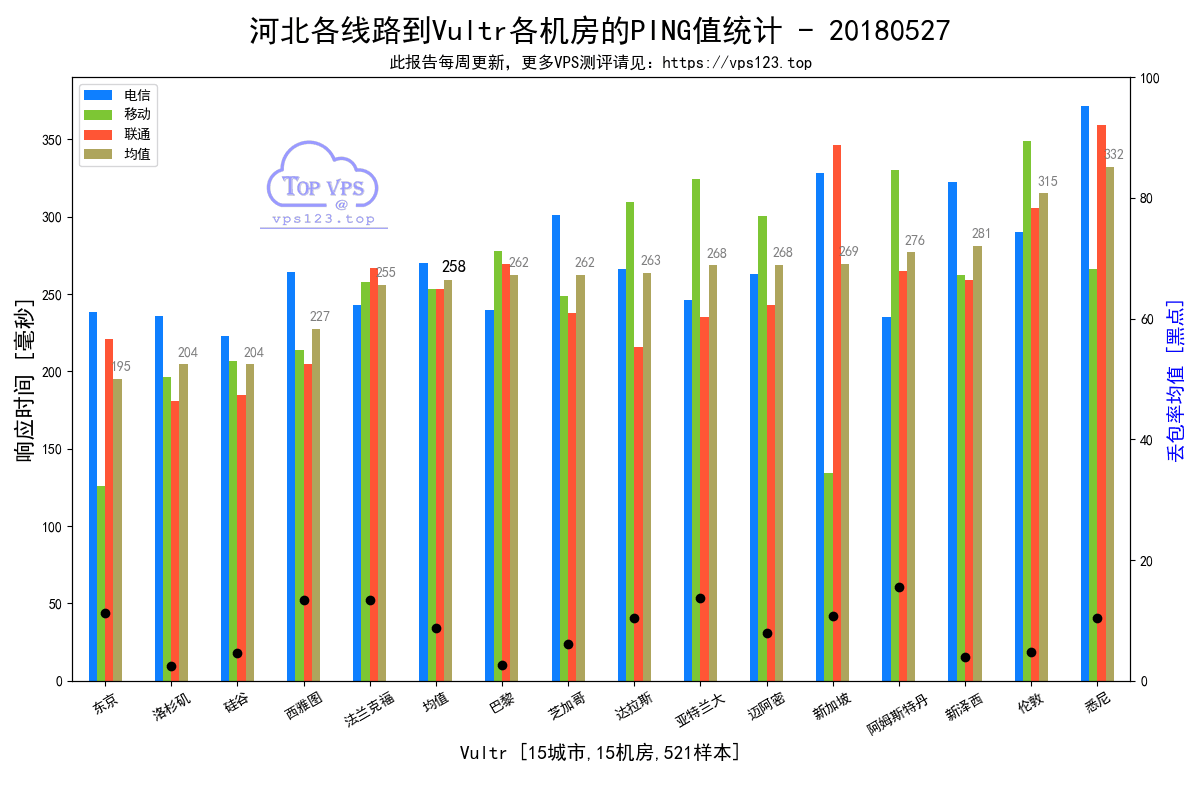 河北各线路到Vultr各机房的PING值统计 - 20180527
此报告每周更新，更多VPS测评请见：https://vps123.top
电信
移动
联通
均值
TOP VPS
@
vps123.top
响应时间 [毫秒]
350
300
250
200
150
100
50
0
100
80
60
40
20
0
丢包率均值 [黑点]
195
204
204
227
255
258
262
262
263
268
268
269
276
281
315
332
东京
洛杉矶
硅谷
西雅图
法兰克福
均值
巴黎
芝加哥
达拉斯
亚特兰大
迈阿密
新加坡
阿姆斯特丹
新泽西
伦敦
悉尼
Vultr [15城市,15机房,521样本]